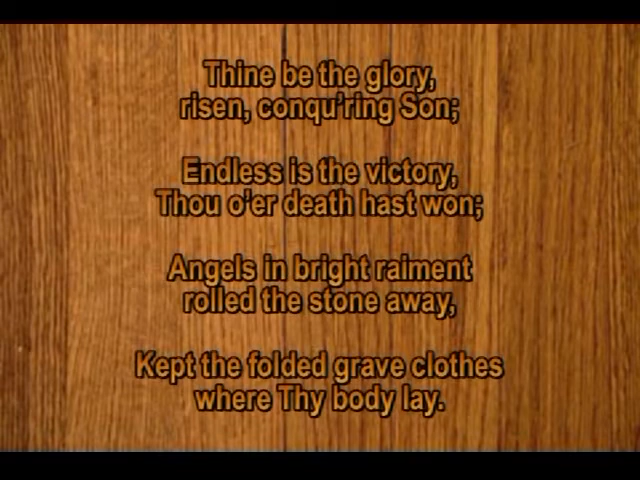 Thine be the glory,
risen, conqu'ring Son;
Endless is the victory,
Thou o'er death hast won;
Angels in bright raiment
rolled the stone away,
Kept the folded grave clothes
where Thy body lay.